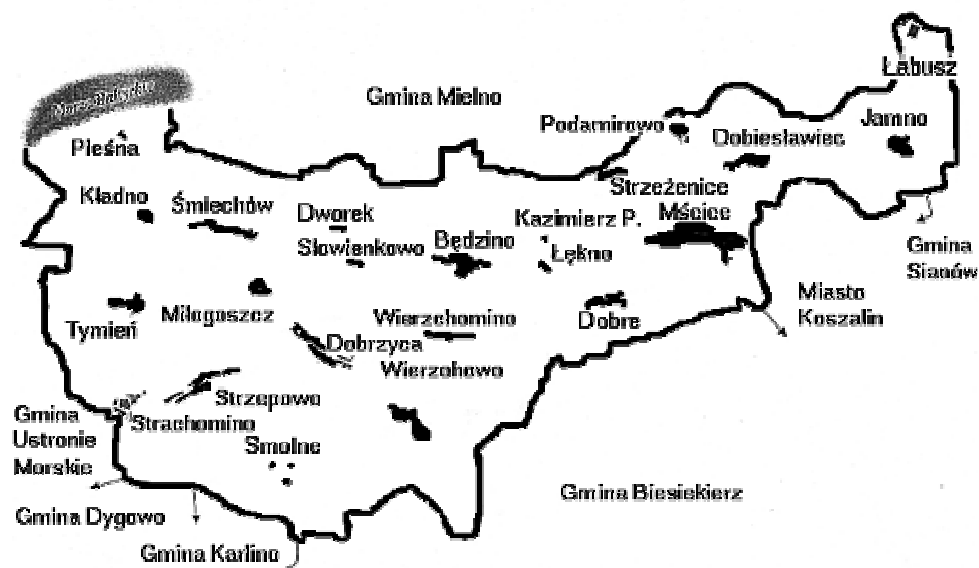 Łabusz
Morze Bałtyckie
Gmina Mielno
Podamirowo
Jamno
Dobiesławiec
Pleśna
Strzeżenice
Kładno
Śmiechów
Dworek
Kazimierz P.
Mścice
Słowienkowo
Będzino
Łękno
Gmina
Sianów
Miasto
Koszalin
Tymień
Miłogoszcz
Wierzchomino
Dobre
Dobrzyca
Wierzchowo
Strzepowo
Strachomino
Gmina
Ustronie
Morskie
Smolne
Gmina Biesiekierz
Gmina Dygowo
Gmina Karlino